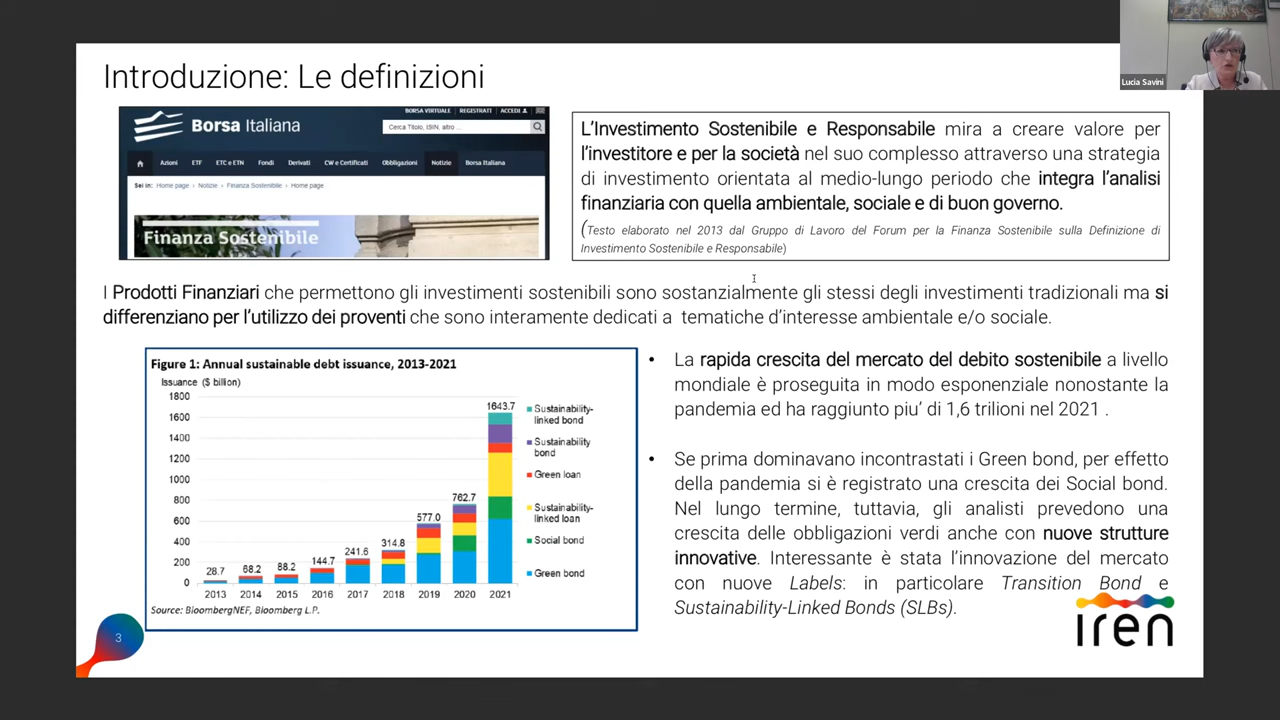 Introduzione: Le definizioni
Lucia Savini
BORSA VIRTUALE | REGISTRATI | ACCEDI
Borsa Italiana
Cerca Titolo, ISIN, altro ...
Azioni ETF ETC e ETN Fondi Derivati CW e Certificati Obbligazioni Notizie Borsa Italiana
Sei in: Home page › Notizie › Finanza Sostenibile › Home page
Finanza Sostenibile
L’Investimento Sostenibile e Responsabile mira a creare valore per
l’investitore e per la società nel suo complesso attraverso una strategia
di investimento orientata al medio-lungo periodo che integra l’analisi
finanziaria con quella ambientale, sociale e di buon governo.
(Testo elaborato nel 2013 dal Gruppo di Lavoro del Forum per la Finanza Sostenibile sulla Definizione di
Investimento Sostenibile e Responsabile)
I Prodotti Finanziari che permettono gli investimenti sostenibili sono sostanzialmente gli stessi degli investimenti tradizionali ma si
differenziano per l’utilizzo dei proventi che sono interamente dedicati a tematiche d’interesse ambientale e/o sociale.
Figure 1: Annual sustainable debt issuance, 2013-2021
Issuance ($ billion)
1800
1600
1400
1200
1000
800
600
400
200
0
28.7
68.2
88.2
144.7
241.6
314.8
577.0
762.7
1643.7
2013 2014 2015 2016 2017 2018 2019 2020 2021
Sustainability-
linked bond
Sustainability
bond
Green loan
Sustainability-
linked loan
Social bond
Green bond
Source: BloombergNEF, Bloomberg L.P.
• La rapida crescita del mercato del debito sostenibile a livello
mondiale è proseguita in modo esponenziale nonostante la
pandemia ed ha raggiunto piu’ di 1,6 trilioni nel 2021 .
• Se prima dominavano incontrastati i Green bond, per effetto
della pandemia si è registrato una crescita dei Social bond.
Nel lungo termine, tuttavia, gli analisti prevedono una
crescita delle obbligazioni verdi anche con nuove strutture
innovative. Interessante è stata l’innovazione del mercato
con nuove Labels: in particolare Transition Bond e
Sustainability-Linked Bonds (SLBs).
3
iren